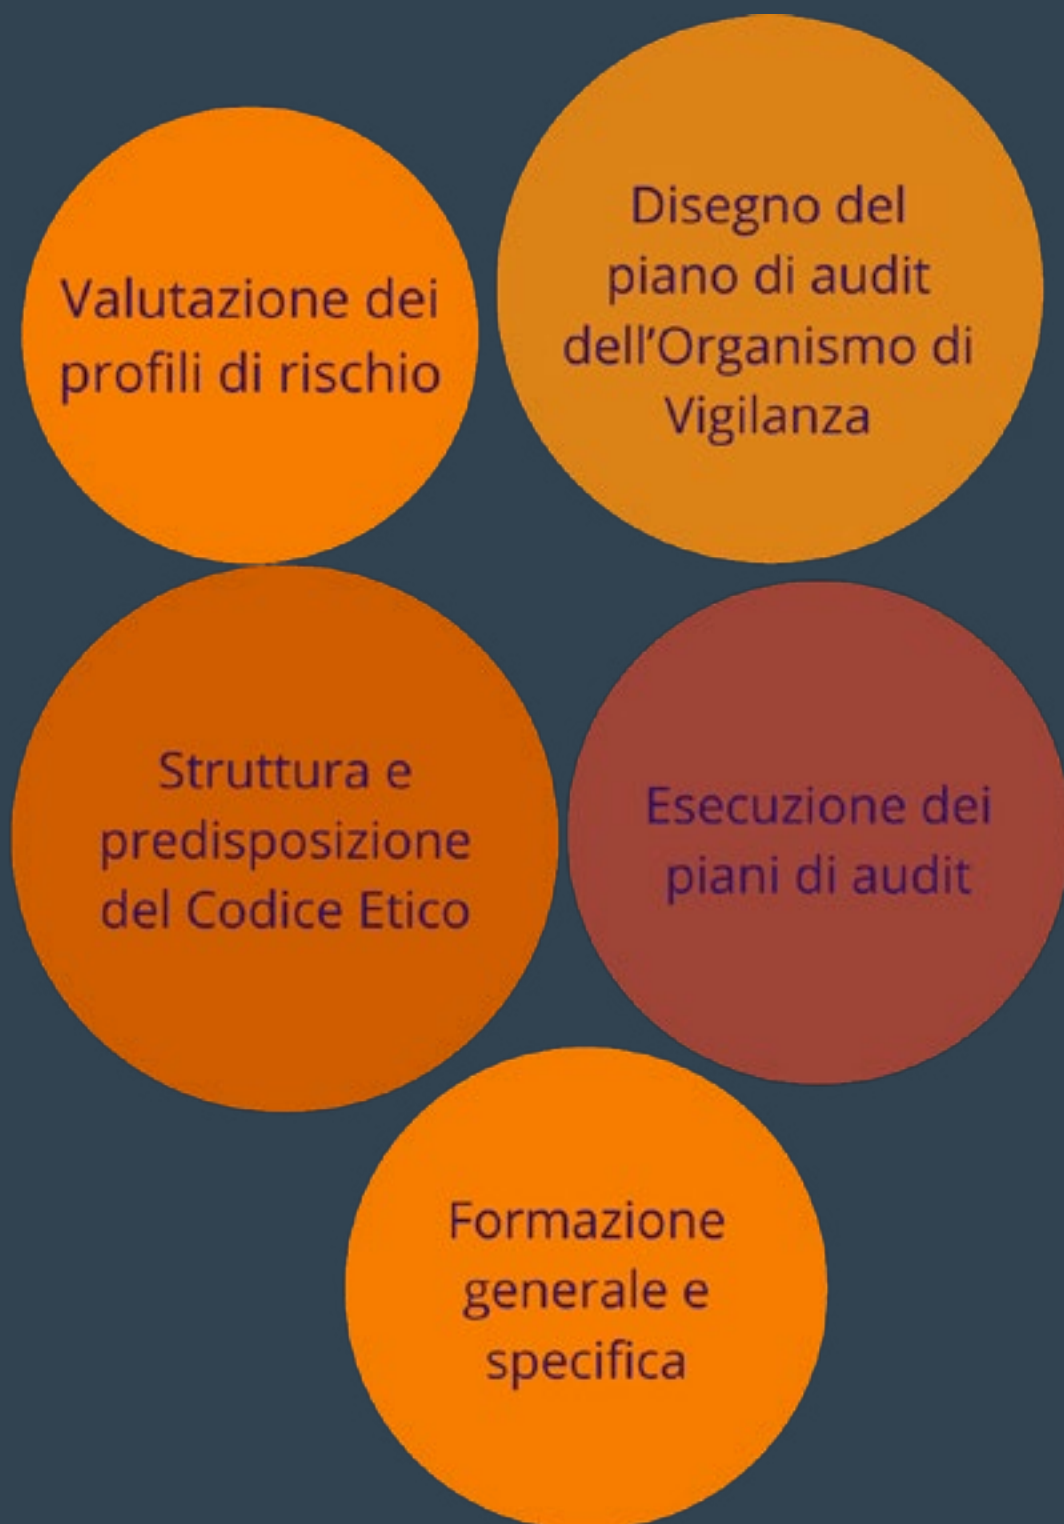 Valutazione dei
profili di rischio
Disegno del
piano di audit
dell’Organismo di
Vigilanza
Struttura e
predisposizione
del Codice Etico
Esecuzione dei
piani di audit
Formazione
generale e
specifica